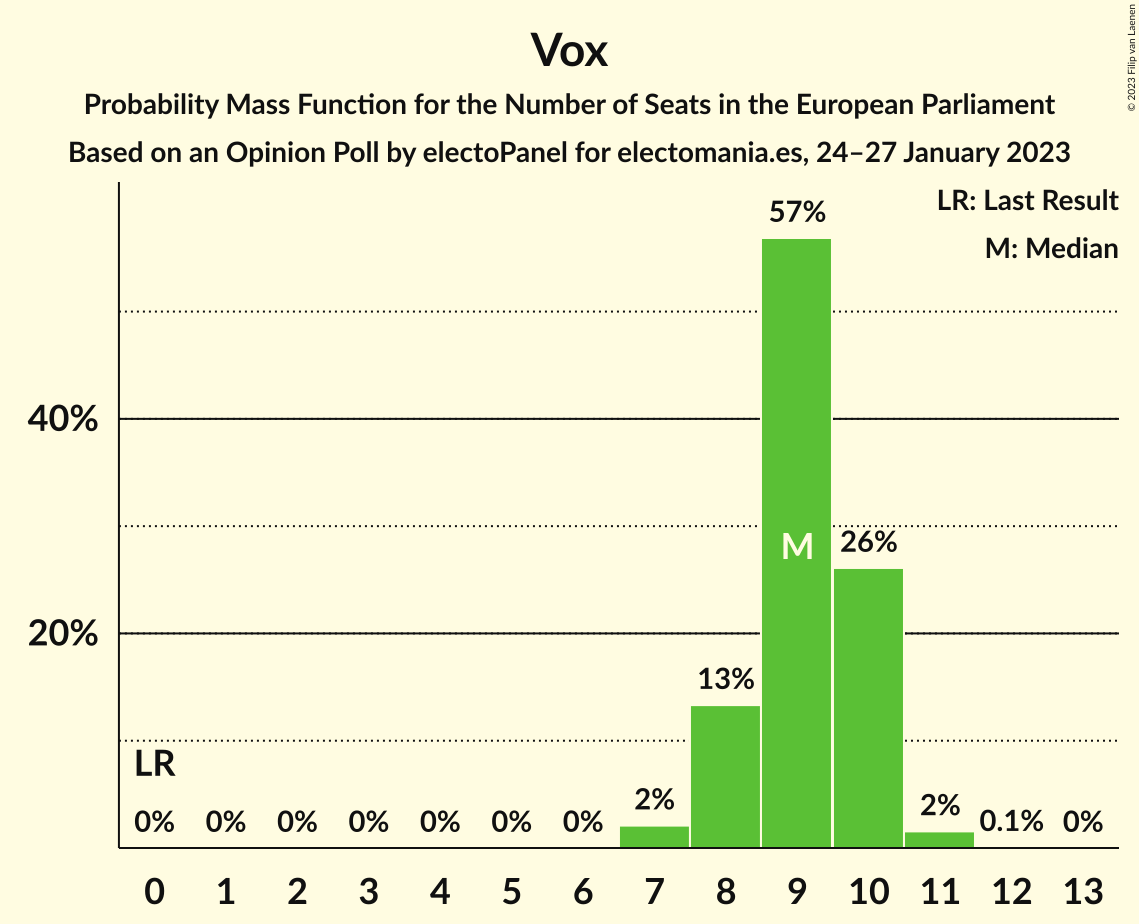 Vox
Probability Mass Function for the Number of Seats in the European Parliament
Based on an Opinion Poll by electoPanel for electomania.es, 24–27 January 2023
© 2023 Filip van Laenen
LR: Last Result
M: Median
57%
40%
M
26%
20%
13%
LR
0% 0% 0% 0% 0% 0% 0% 2% 2% 0.1% 0%
0 1 2 3 4 5 6 7 8 9 10 11 12 13